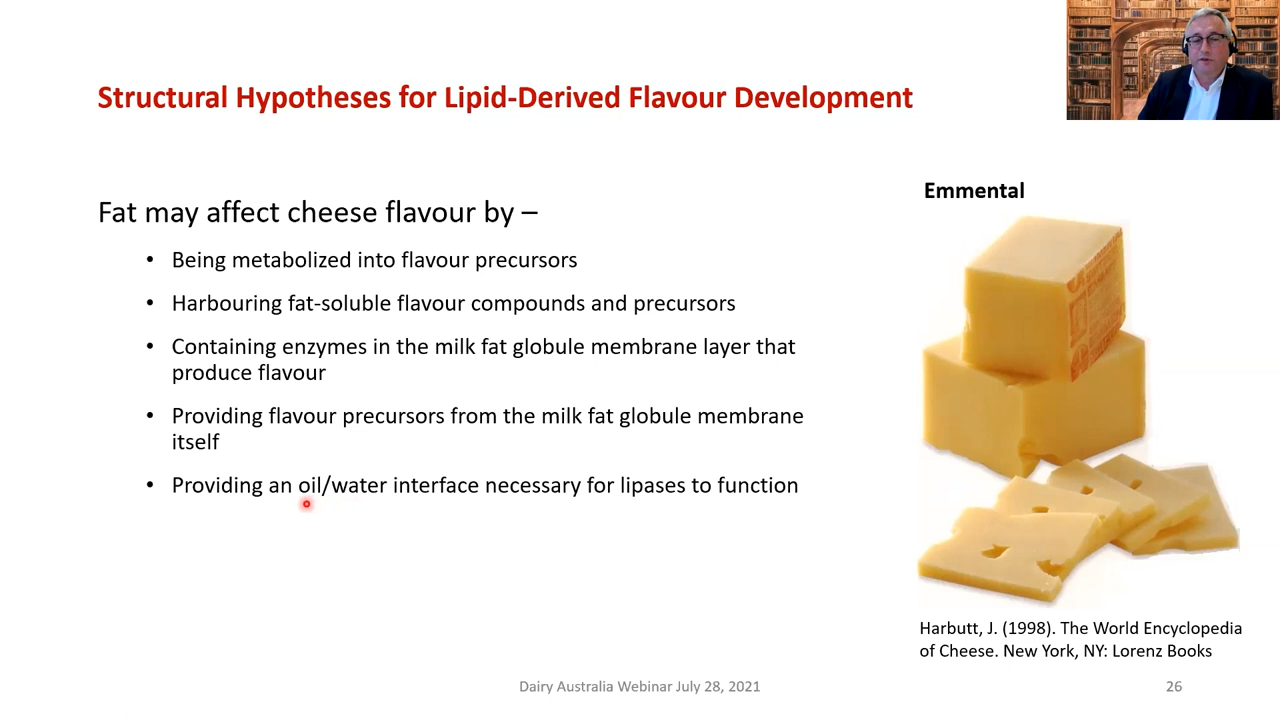 Structural Hypotheses for Lipid-Derived Flavour Development
Fat may affect cheese flavour by –
• Being metabolized into flavour precursors
• Harbouring fat-soluble flavour compounds and precursors
• Containing enzymes in the milk fat globule membrane layer that
produce flavour
• Providing flavour precursors from the milk fat globule membrane
itself
• Providing an oil/water interface necessary for lipases to function
Emmental
Harbutt, J. (1998). The World Encyclopedia
of Cheese. New York, NY: Lorenz Books
Dairy Australia Webinar July 28, 2021
26